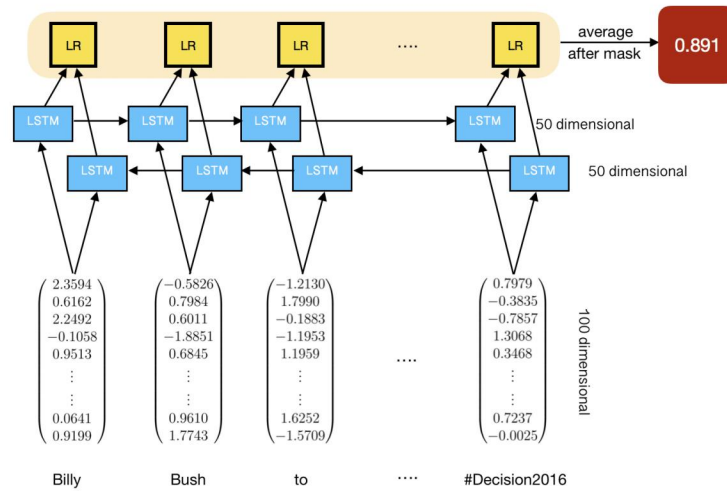 LR LR LR .... LR
average
after mask
0.891
LSTM LSTM LSTM LSTM
50 dimensional
LSTM LSTM LSTM LSTM
50 dimensional
2.3594 −0.5826 −1.2130 0.7979
0.6162 0.7984 1.7990 −0.3835
2.2492 0.6011 −0.1883 −0.7857
−0.1058 −1.8851 −1.1953 1.3068
0.9513 0.6845 1.1959 .... 0.3468
⋮ ⋮ ⋮ ⋮
⋮ ⋮ ⋮ ⋮
0.0641 0.9610 1.6252 0.7237
0.9199 1.7743 −1.5709 −0.0025
100 dimensional
Billy Bush to .... #Decision2016